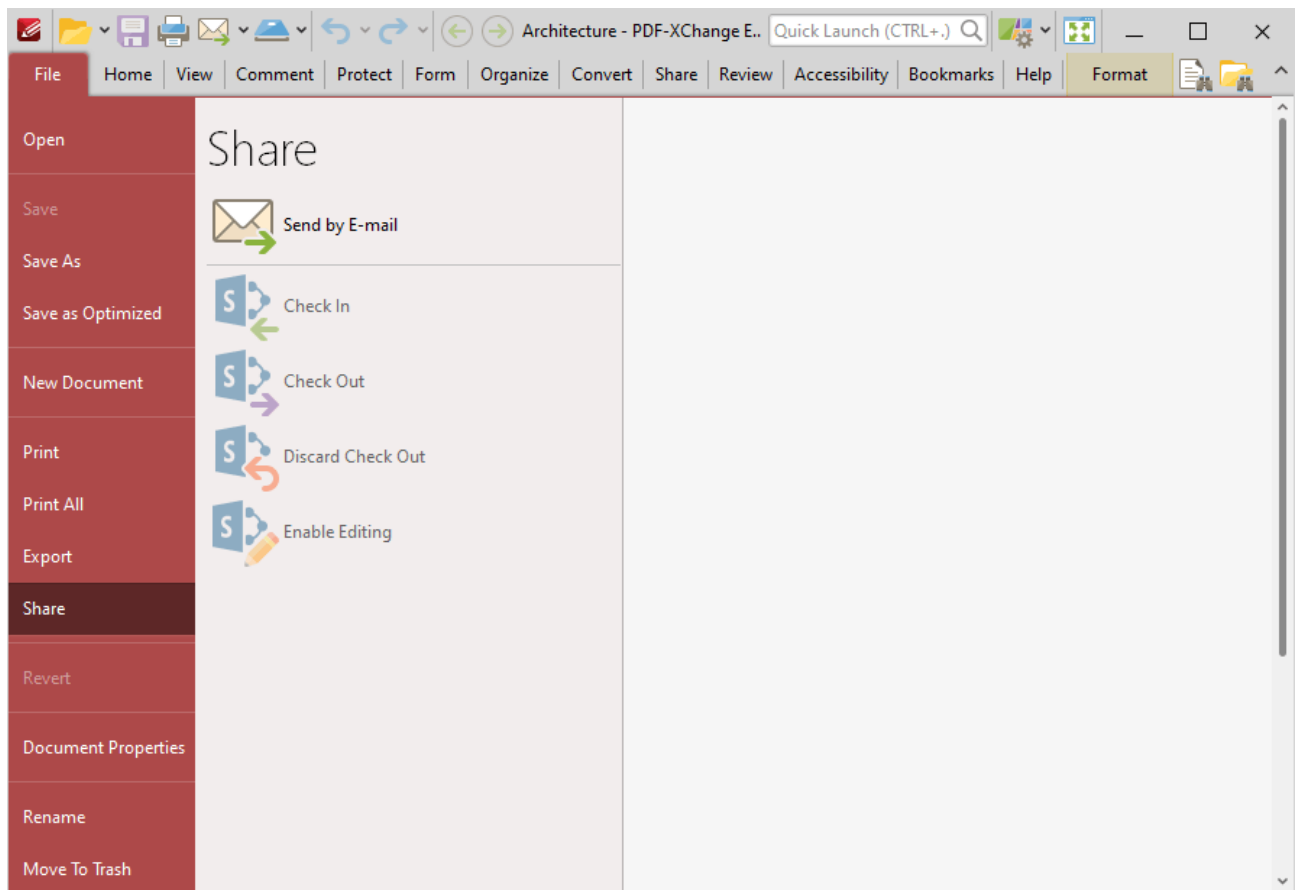 Architecture - PDF-XChange E..
Quick Launch (CTRL+.)
File Home View Comment Protect Form Organize Convert Share Review Accessibility Bookmarks Help Format
Open
Save
Save As
Save as Optimized
New Document
Print
Print All
Export
Share
Revert
Document Properties
Rename
Move To Trash
Share
Send by E-mail
S Check In
S Check Out
S Discard Check Out
S Enable Editing